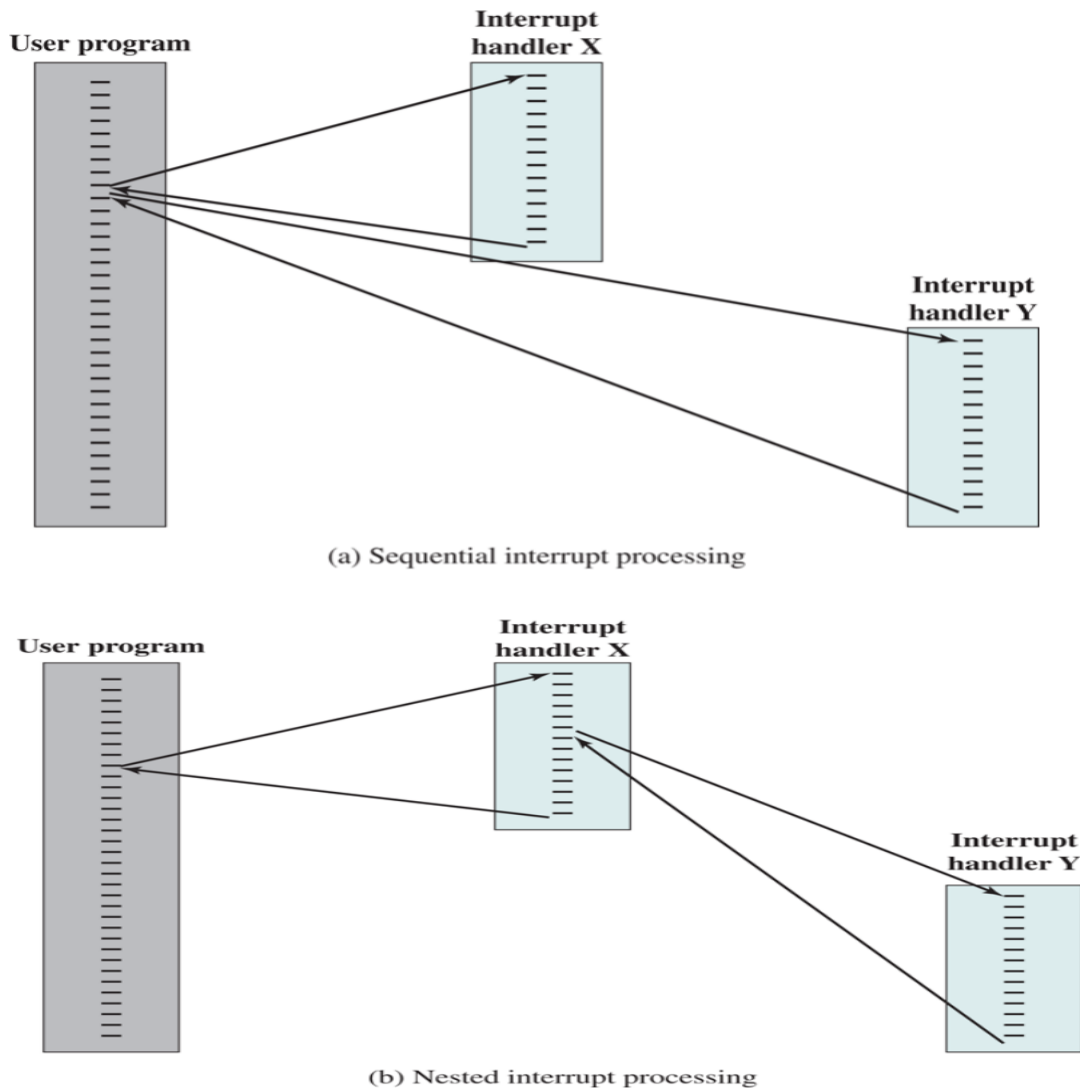 Interrupt
handler X
User program
Interrupt
handler Y
(a) Sequential interrupt processing
Interrupt
handler X
User program
Interrupt
handler Y
(b) Nested interrupt processing